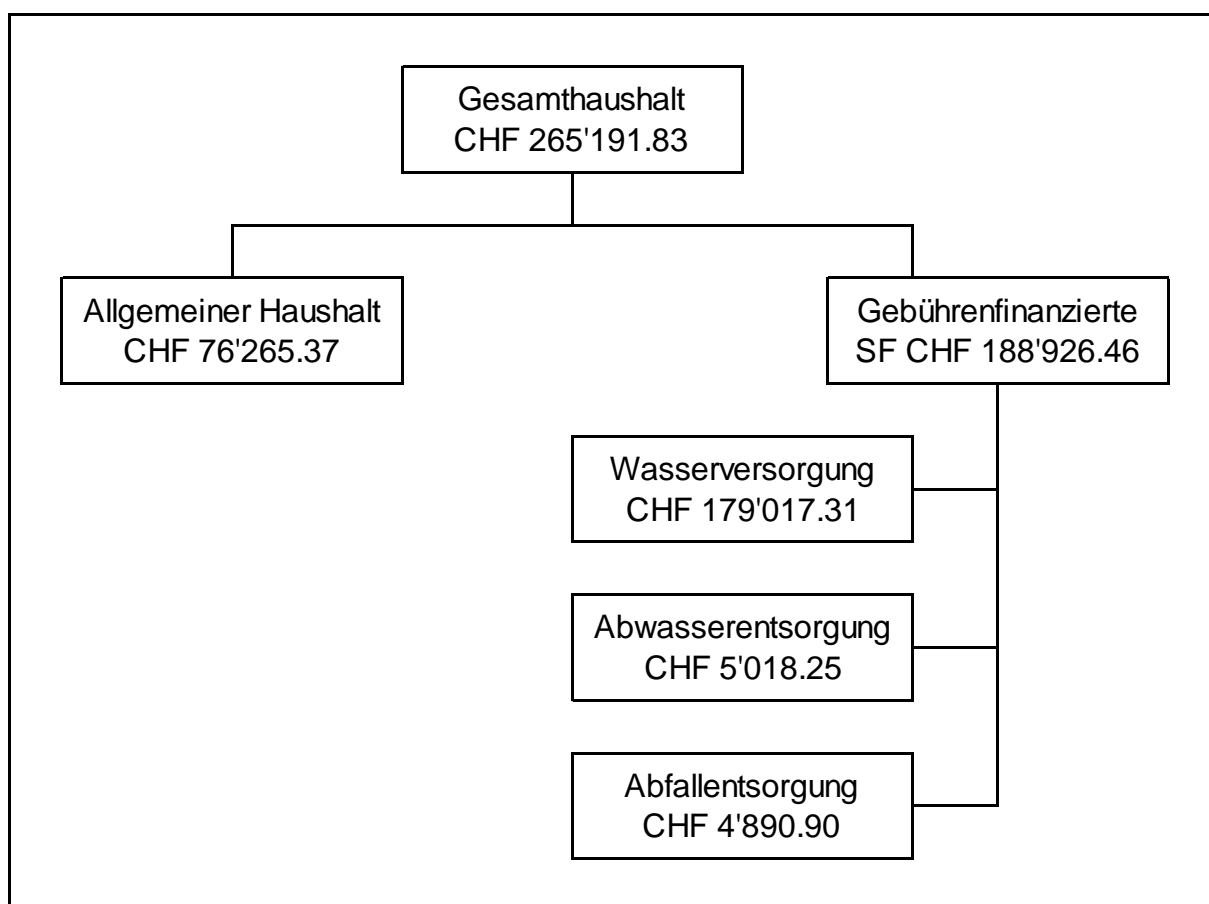 Gesamthaushalt
CHF 265'191.83
Allgemeiner Haushalt
CHF 76'265.37
Gebührenfinanzierte
SF CHF 188'926.46
Wasserversorgung
CHF 179'017.31
Abwasserentsorgung
CHF 5'018.25
Abfallentsorgung
CHF 4'890.90